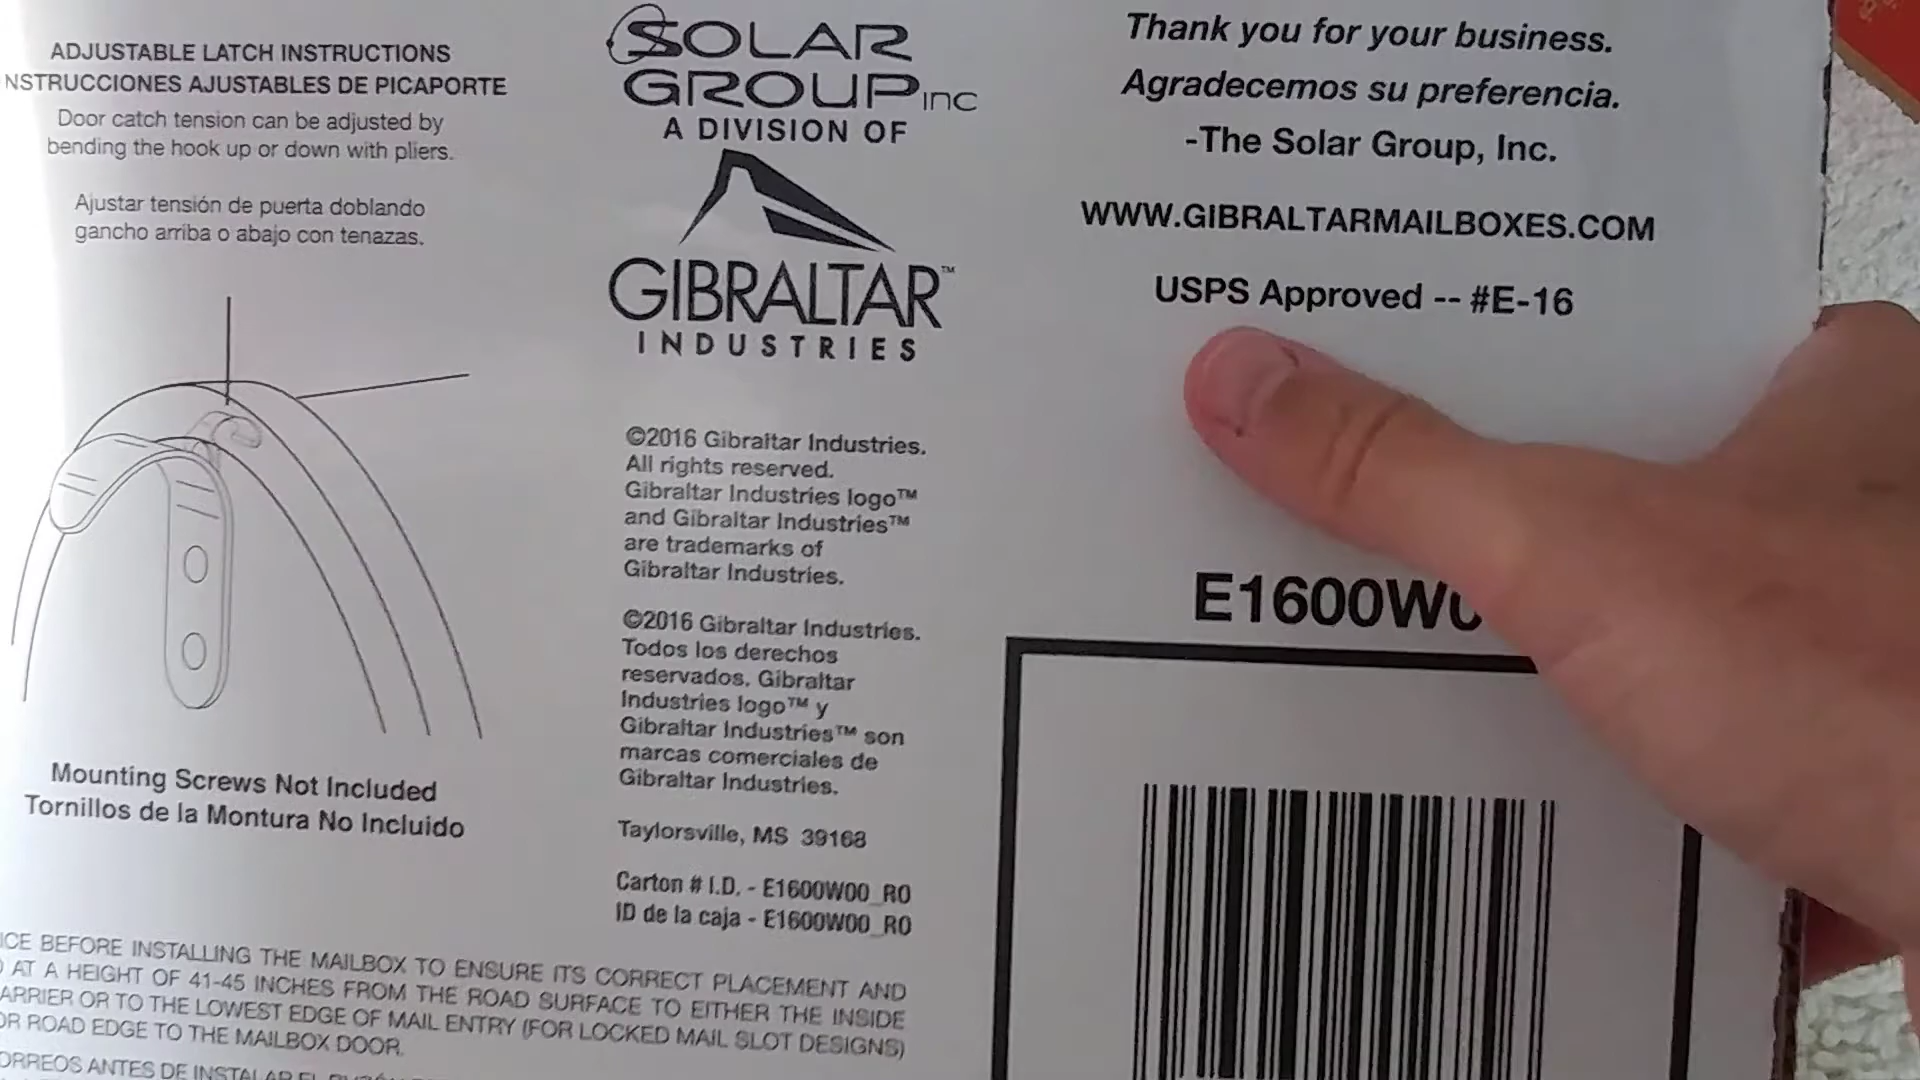 ADJUSTABLE LATCH INSTRUCTIONS
NSTRUCCIONES AJUSTABLES DE PICAPORTE
Door catch tension can be adjusted by
bending the hook up or down with pliers.
Ajustar tensión de puerta doblando
gancho arriba o abajo con tenazas.
Mounting Screws Not Included
Tornillos de la Montura No Incluido
SOLAR
GROUP INC
A DIVISION OF
GIBRALTAR™
INDUSTRIES
©2016 Gibraltar Industries.
All rights reserved.
Gibraltar Industries logo™
and Gibraltar Industries™
are trademarks of
Gibraltar Industries.
©2016 Gibraltar Industries.
Todos los derechos
reservados. Gibraltar
Industries logo™ y
Gibraltar Industries™ son
marcas comerciales de
Gibraltar Industries.
Taylorsville, MS 39168
Carton # I.D. - E1600W00_R0
ID de la caja - E1600W00_R0
Thank you for your business.
Agradecemos su preferencia.
-The Solar Group, Inc.
WWW.GIBRALTARMAILBOXES.COM
USPS Approved -- #E-16
E1600W0
ICE BEFORE INSTALLING THE MAILBOX TO ENSURE ITS CORRECT PLACEMENT AND
) AT A HEIGHT OF 41-45 INCHES FROM THE ROAD SURFACE TO EITHER THE INSIDE
ARRIER OR TO THE LOWEST EDGE OF MAIL ENTRY (FOR LOCKED MAIL SLOT DESIGNS)
OR ROAD EDGE TO THE MAILBOX DOOR.
ORREOS ANTES DE INSTALAR EL